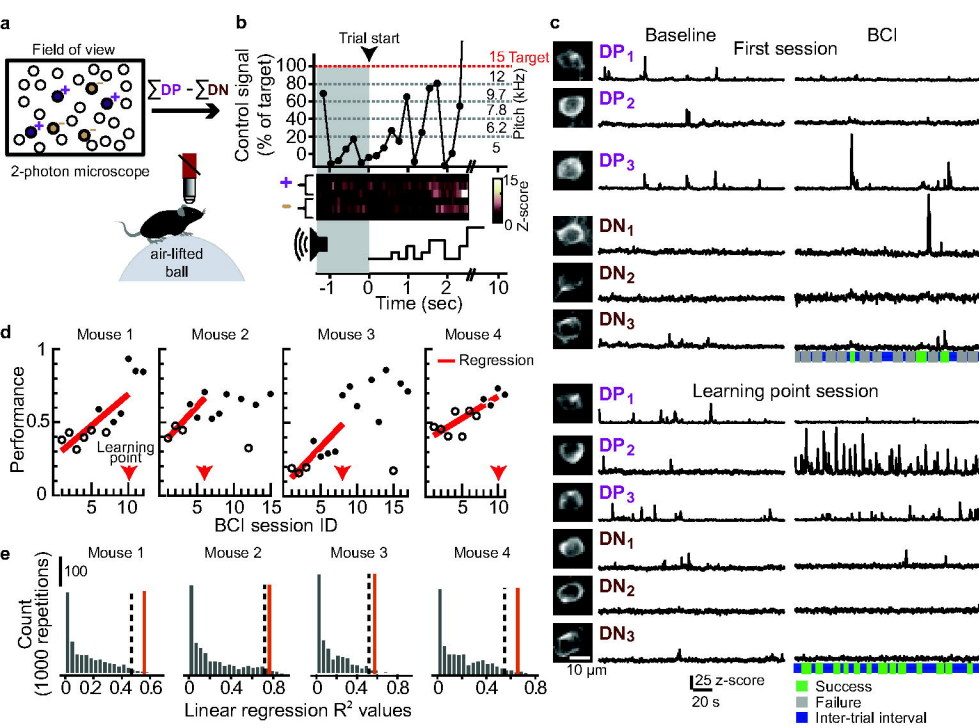 a
Field of view
∑DP - ∑DN
2-photon microscope
air-lifted
ball
b
Trial start
Control signal
(% of target)
100
80
60
40
20
0
15 Target
12
9.7
7.8
6.2
5
Pitch (kHz)
+
−
15
0
Z-score
-1 0 1 2 10
Time (sec)
c
Baseline BCI
First session
DP1
DP2
DP3
DN1
DN2
DN3
Learning point session
DP1
DP2
DP3
DN1
DN2
DN3
10 µm
25 z-score
20 s
Success
Failure
Inter-trial interval
d
Mouse 1 Mouse 2 Mouse 3 Mouse 4
Regression
Performance
1
0.5
0
Learning
point
5 10 5 10 15 5 10 15 5 10
BCI session ID
e
Mouse 1 Mouse 2 Mouse 3 Mouse 4
100
Count
(1000 repetitions)
0 0.2 0.4 0.6 0 0.4 0.8 0 0.4 0.8 0 0.4 0.8
Linear regression R² values